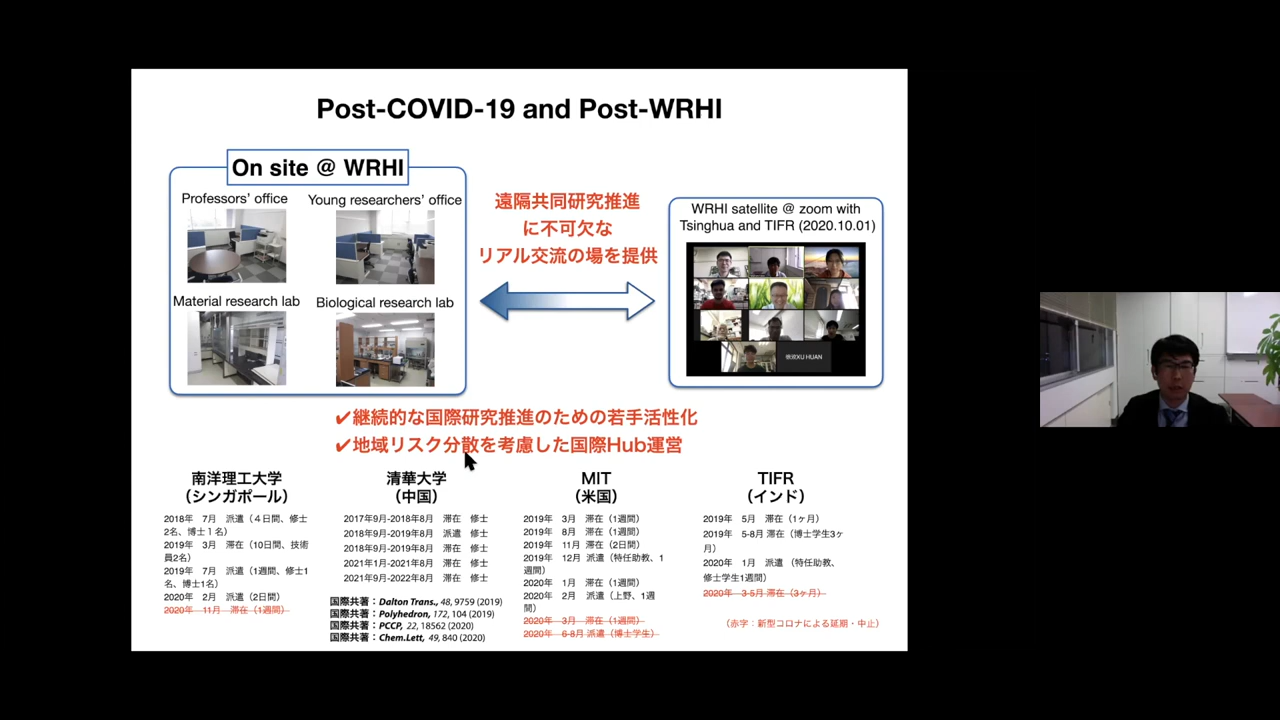 Post-COVID-19 and Post-WRHI
On site @ WRHI
Professors' office
Young researchers' office
Material research lab
Biological research lab
遠隔共同研究推進
に不可欠な
リアル交流の場を提供
WRHI satellite @ zoom with
Tsinghua and TIFR (2020.10.01)
依欣XU HUAN
✔継続的な国際研究推進のための若手活性化
✔地域リスク分散を考慮した国際Hub運営
南洋理工大学
（シンガポール）
2018年 7月 派遣（４日間、修士
2名、博士１名）
2019年 3月 滞在（10日間、技術
員2名）
2019年 7月 派遣（1週間、修士1
名、博士1名）
2020年 2月 派遣（2日間）
2020年 11月 滞在（1週間）
清華大学
（中国）
2017年9月-2018年8月 滞在 修士
2018年9月-2019年8月 派遣 修士
2018年9月-2019年8月 滞在 修士
2021年1月-2021年8月 滞在 修士
2021年9月-2022年8月 滞在 修士
国際共著：Dalton Trans., 48, 9759 (2019)
国際共著：Polyhedron, 172, 104 (2019)
国際共著：PCCP, 22, 18562 (2020)
国際共著：Chem.Lett, 49, 840 (2020)
MIT
（米国）
2019年 3月 滞在（1週間）
2019年 8月 滞在（1週間）
2019年 11月 滞在（2日間）
2019年 12月 派遣（特任助教、1
週間）
2020年 1月 滞在（1週間）
2020年 2月 派遣（上野、1週
間）
2020年 3月 滞在（1週間）
2020年 6-8月 派遣（博士学生）
TIFR
（インド）
2019年 5月 滞在（1ヶ月）
2019年 5-8月 滞在（博士学生3ヶ
月）
2020年 1月 派遣 （特任助教、
修士学生1週間）
2020年 3-5月 滞在（3ヶ月）
（赤字：新型コロナによる延期・中止）